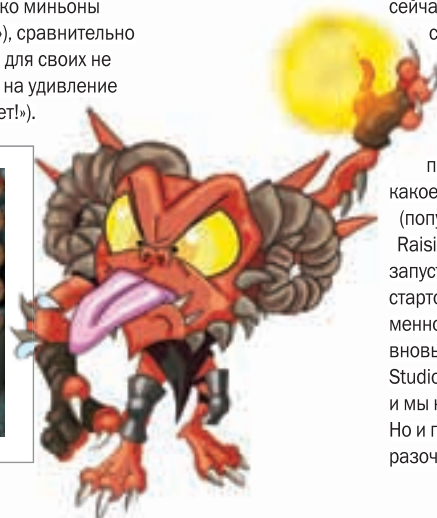 ко миньоны
»), сравнительно
для своих не
на удивление
ет!»).
сейча
с
п
какое
(попу
Raisi
запуст
старто
менно
вновь
Studio
и мы н
Но и г
разоч